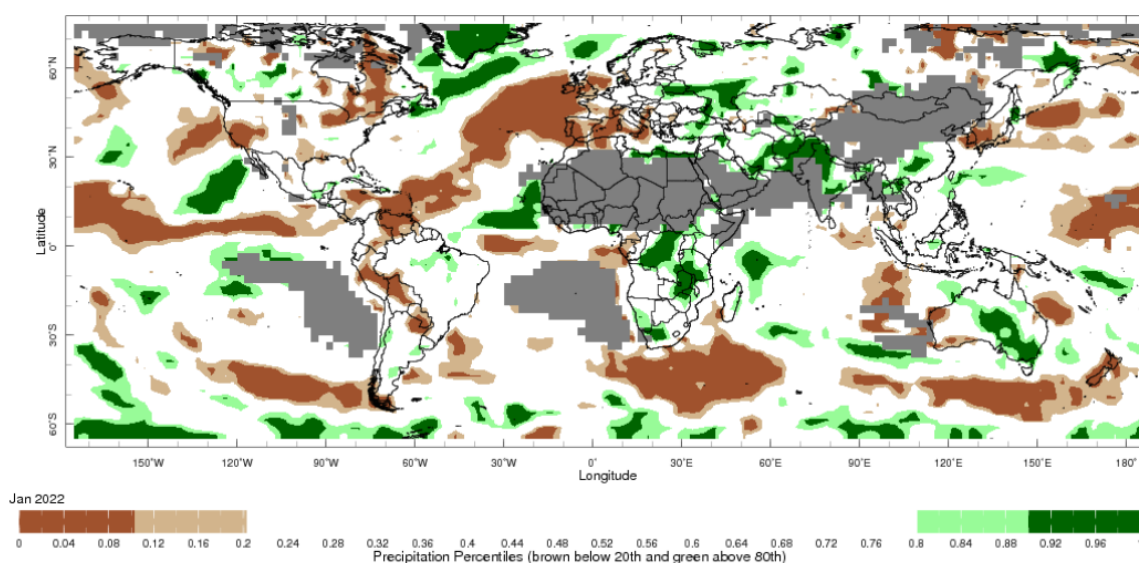 60°N
30°N
0°
30°S
60°S
Latitude
150°W 120°W 90°W 60°W 30°W 0° 30°E 60°E 90°E 120°E 150°E 180°
Longitude
Jan 2022
0 0.04 0.08 0.12 0.16 0.2 0.24 0.28 0.32 0.36 0.4 0.44 0.48 0.52 0.56 0.6 0.64 0.68 0.72 0.76 0.8 0.84 0.88 0.92 0.96
Precipitation Percentiles (brown below 20th and green above 80th)